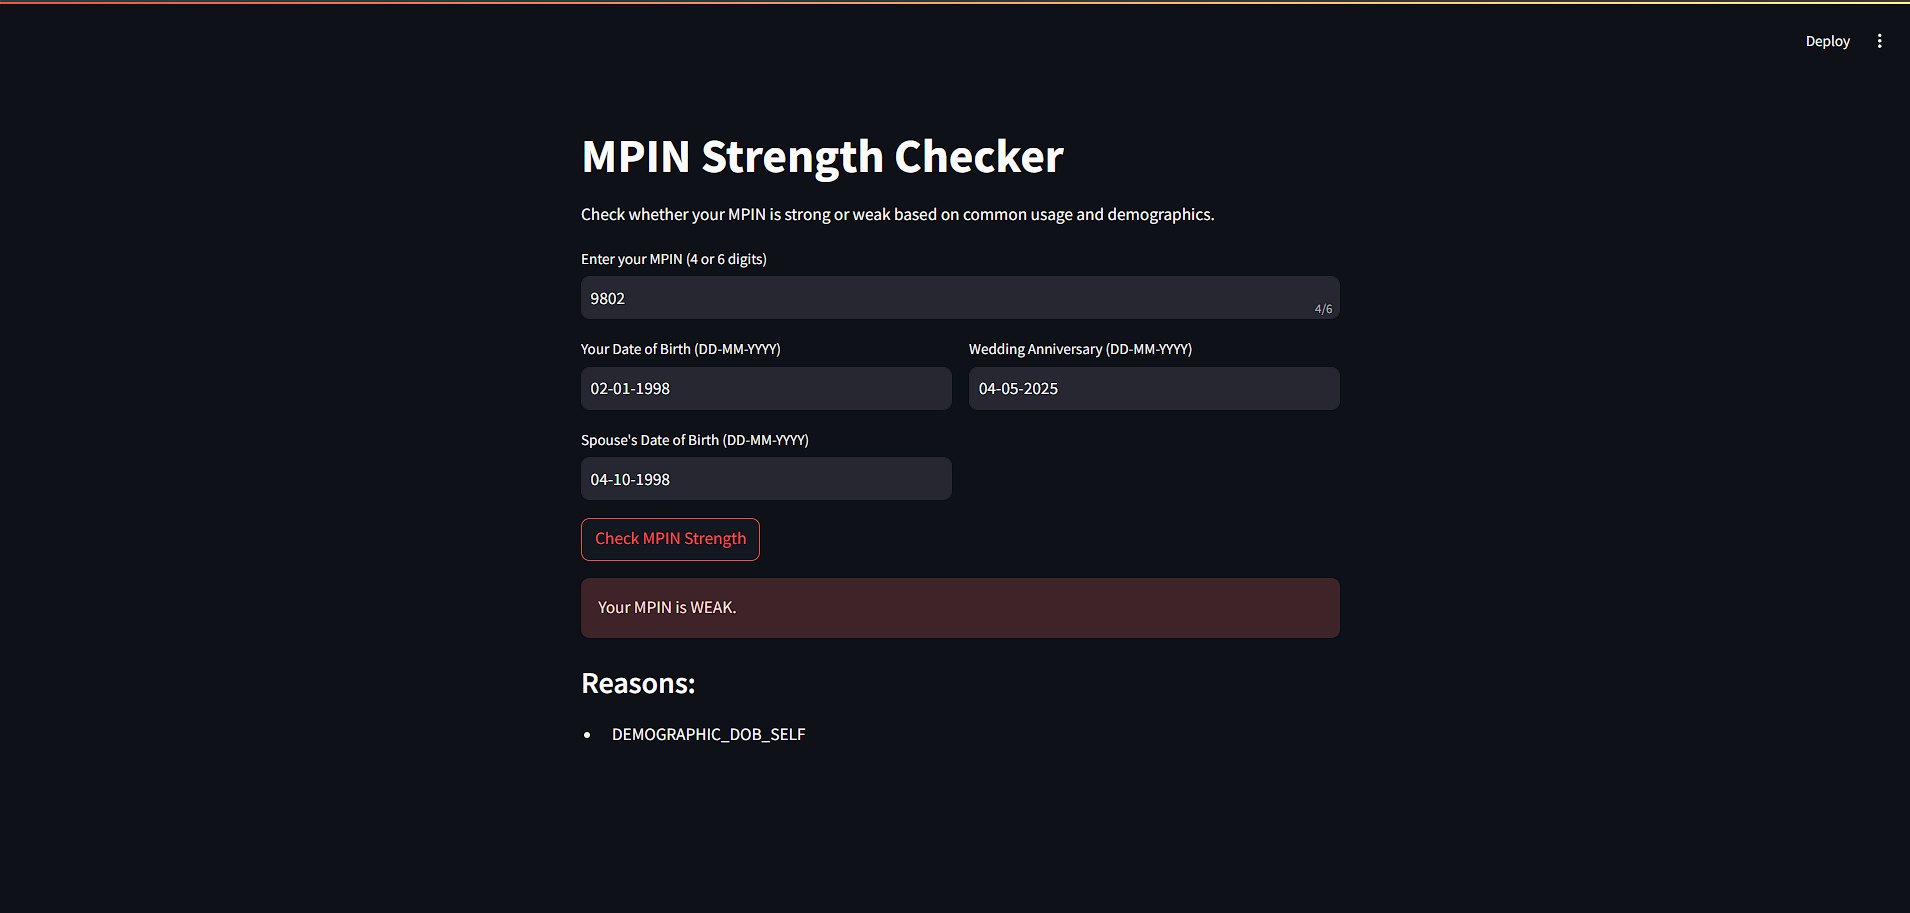 Deploy
MPIN Strength Checker
Check whether your MPIN is strong or weak based on common usage and demographics.
Enter your MPIN (4 or 6 digits)
9802
4/6
Your Date of Birth (DD-MM-YYYY)
02-01-1998
Wedding Anniversary (DD-MM-YYYY)
04-05-2025
Spouse's Date of Birth (DD-MM-YYYY)
04-10-1998
Check MPIN Strength
Your MPIN is WEAK.
Reasons:
• DEMOGRAPHIC_DOB_SELF